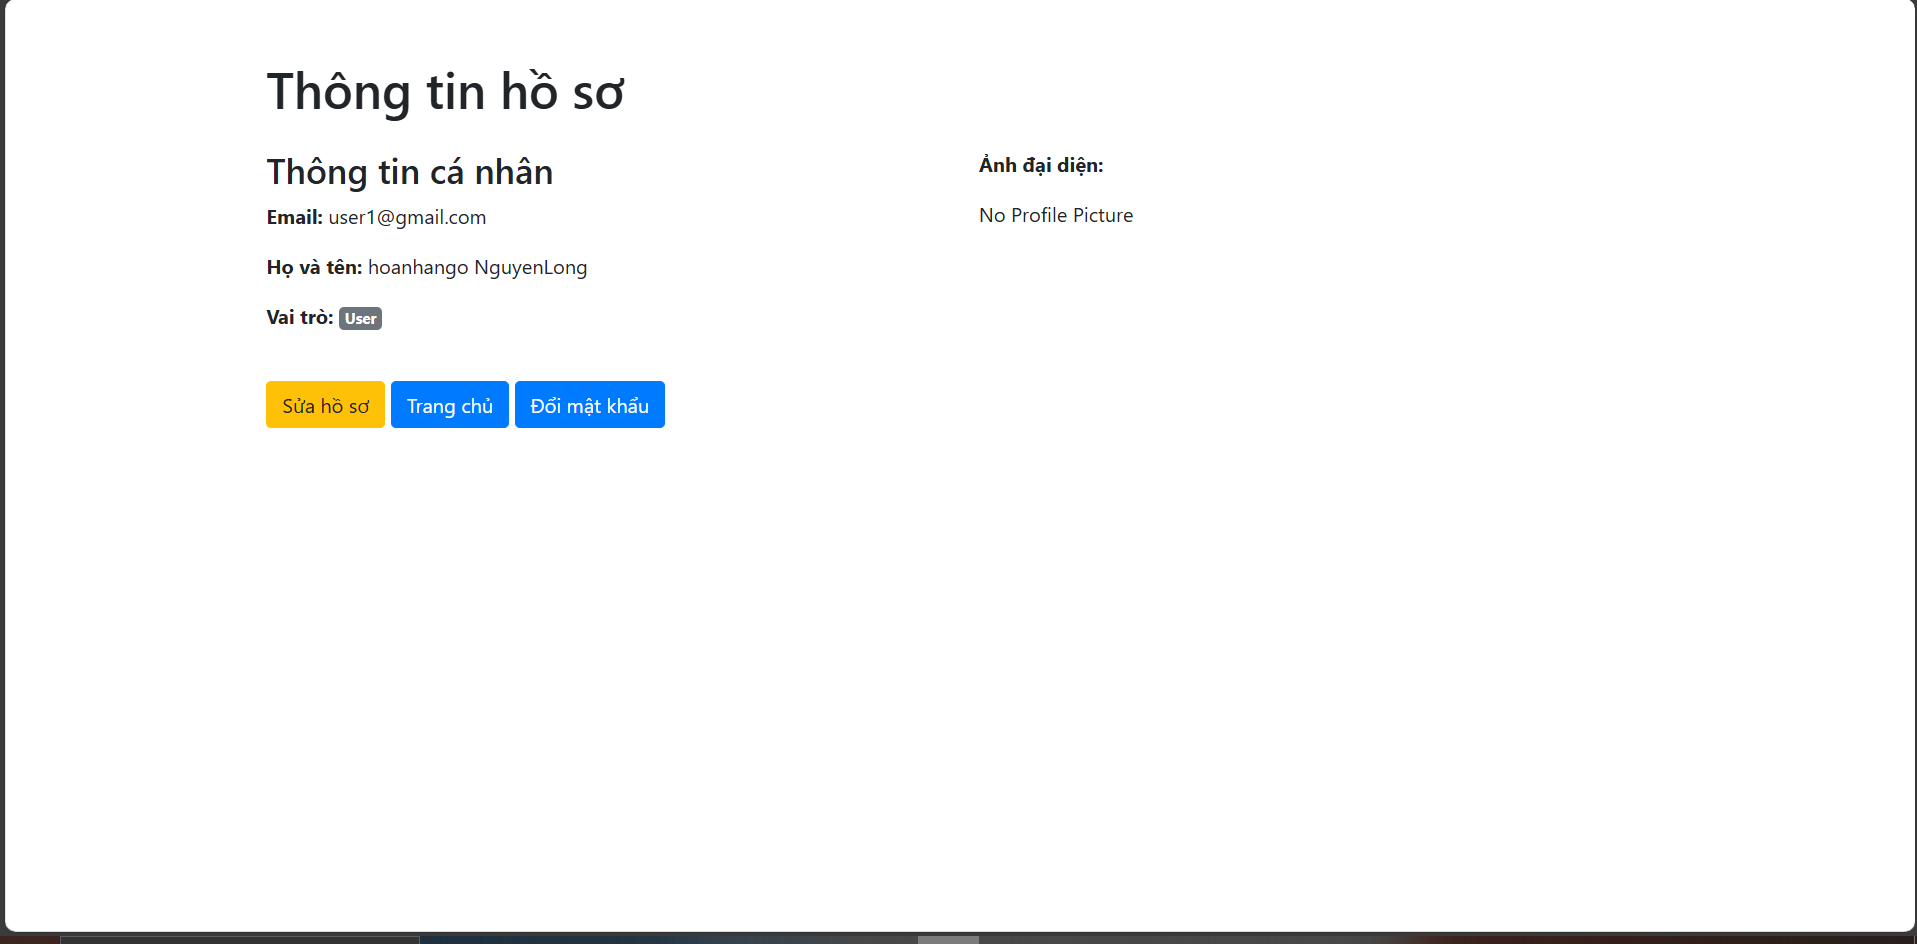 Thông tin hồ sơ
Thông tin cá nhân
Email: user1@gmail.com
Họ và tên: hoanhango NguyenLong
Vai trò: User
Ảnh đại diện:
No Profile Picture
Sửa hồ sơ
Trang chủ
Đổi mật khẩu